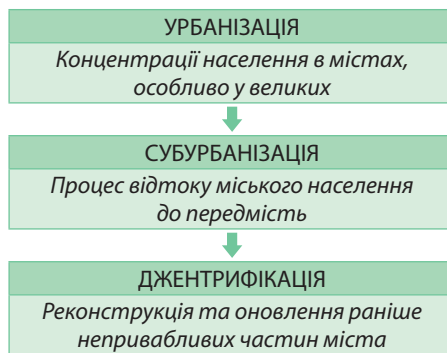 УРБАНІЗАЦІЯ
Концентрації населення в містах,
особливо у великих
СУБУРБАНІЗАЦІЯ
Процес відтоку міського населення
до передмість
ДЖЕНТРИФІКАЦІЯ
Реконструкція та оновлення раніше
непривабливих частин міста